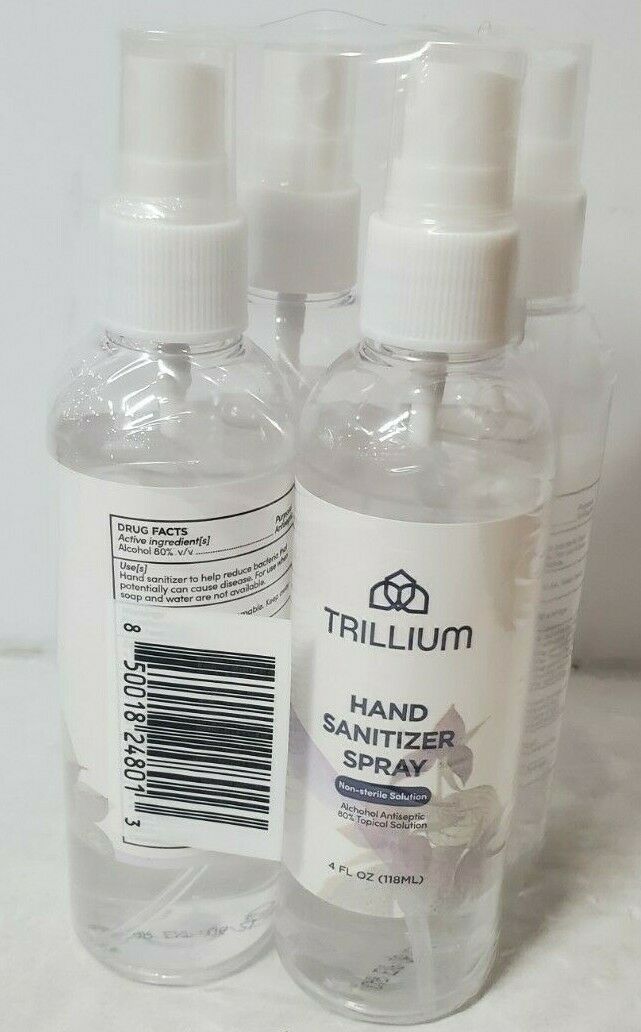 DRUG FACTS
Active ingredient[s]
Alcohol 80% v/v
Purpose
Antiseptic
Use[s]
Hand sanitizer to help reduce bacteria that
potentially can cause disease. For use when
soap and water are not available.
8 50018 24801 3
TRILLIUM
HAND
SANITIZER
SPRAY
Non-sterile Solution
Alchohol Antiseptic
80% Topical Solution
4 FL OZ (118ML)